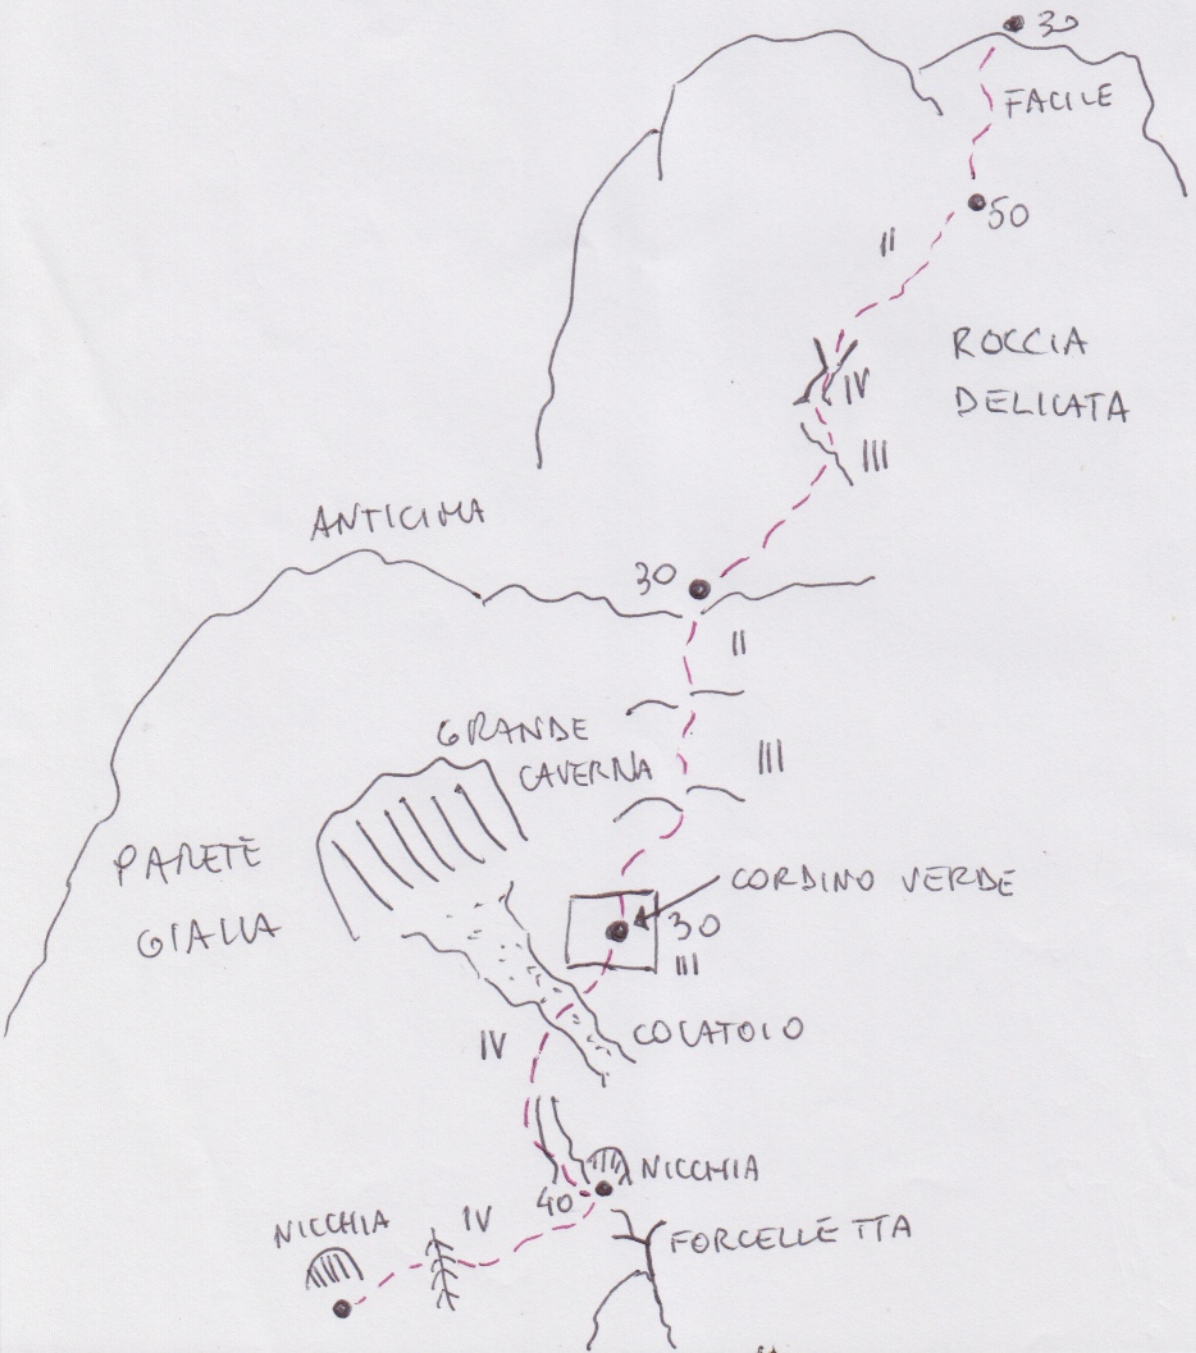 30
FACILE
50
II
ROCCIA
DELICATA
IV
III
ANTICIMA
30
II
GRANDE
CAVERNA
III
PARETE
GIALLA
CORDINO VERDE
30
III
IV
COLATOIO
NICCHIA
40
NICCHIA
IV
FORCELLETTA